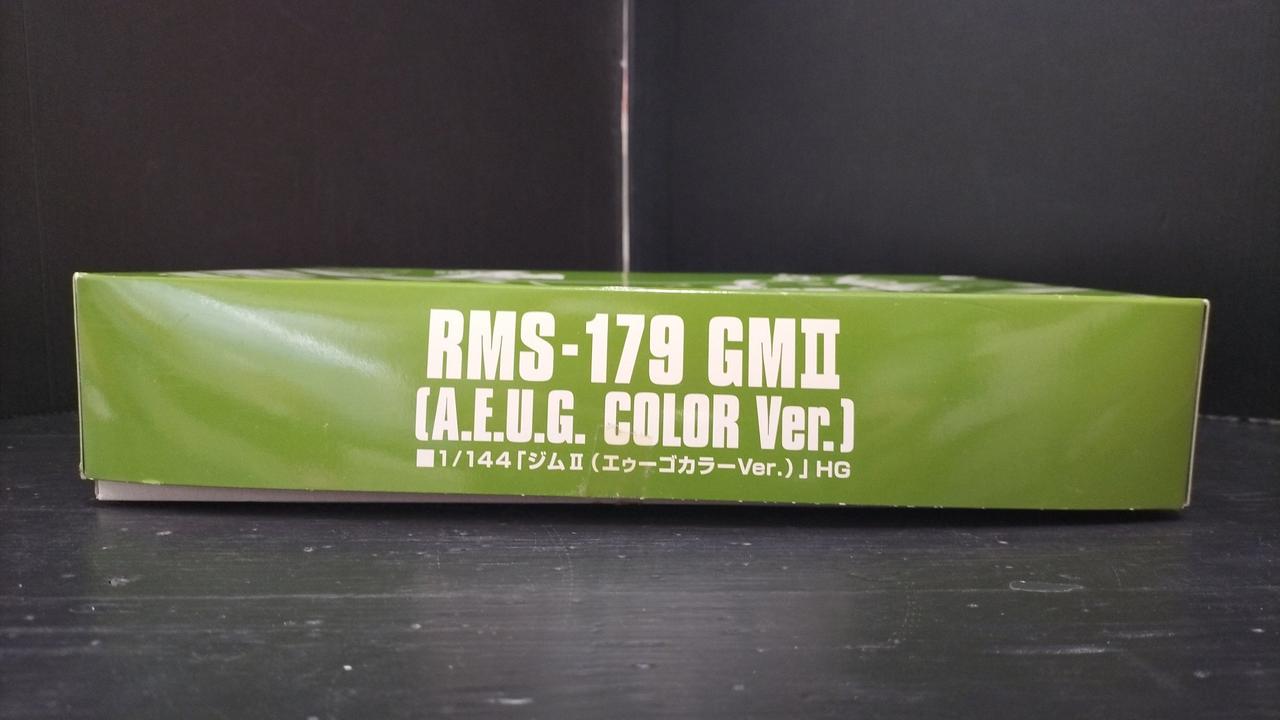 RMS-179 GMⅡ
(A.E.U.G. COLOR Ver.)
■1/144「ジムⅡ（エゥーゴカラーVer.）」HG